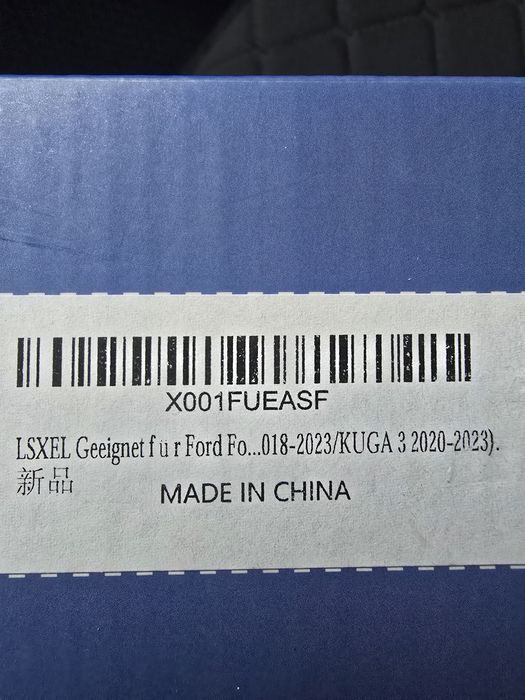 X001FUEASF
LSXEL Geeignet f ü r Ford Fo...018-2023/KUGA 3 2020-2023).
新品
MADE IN CHINA